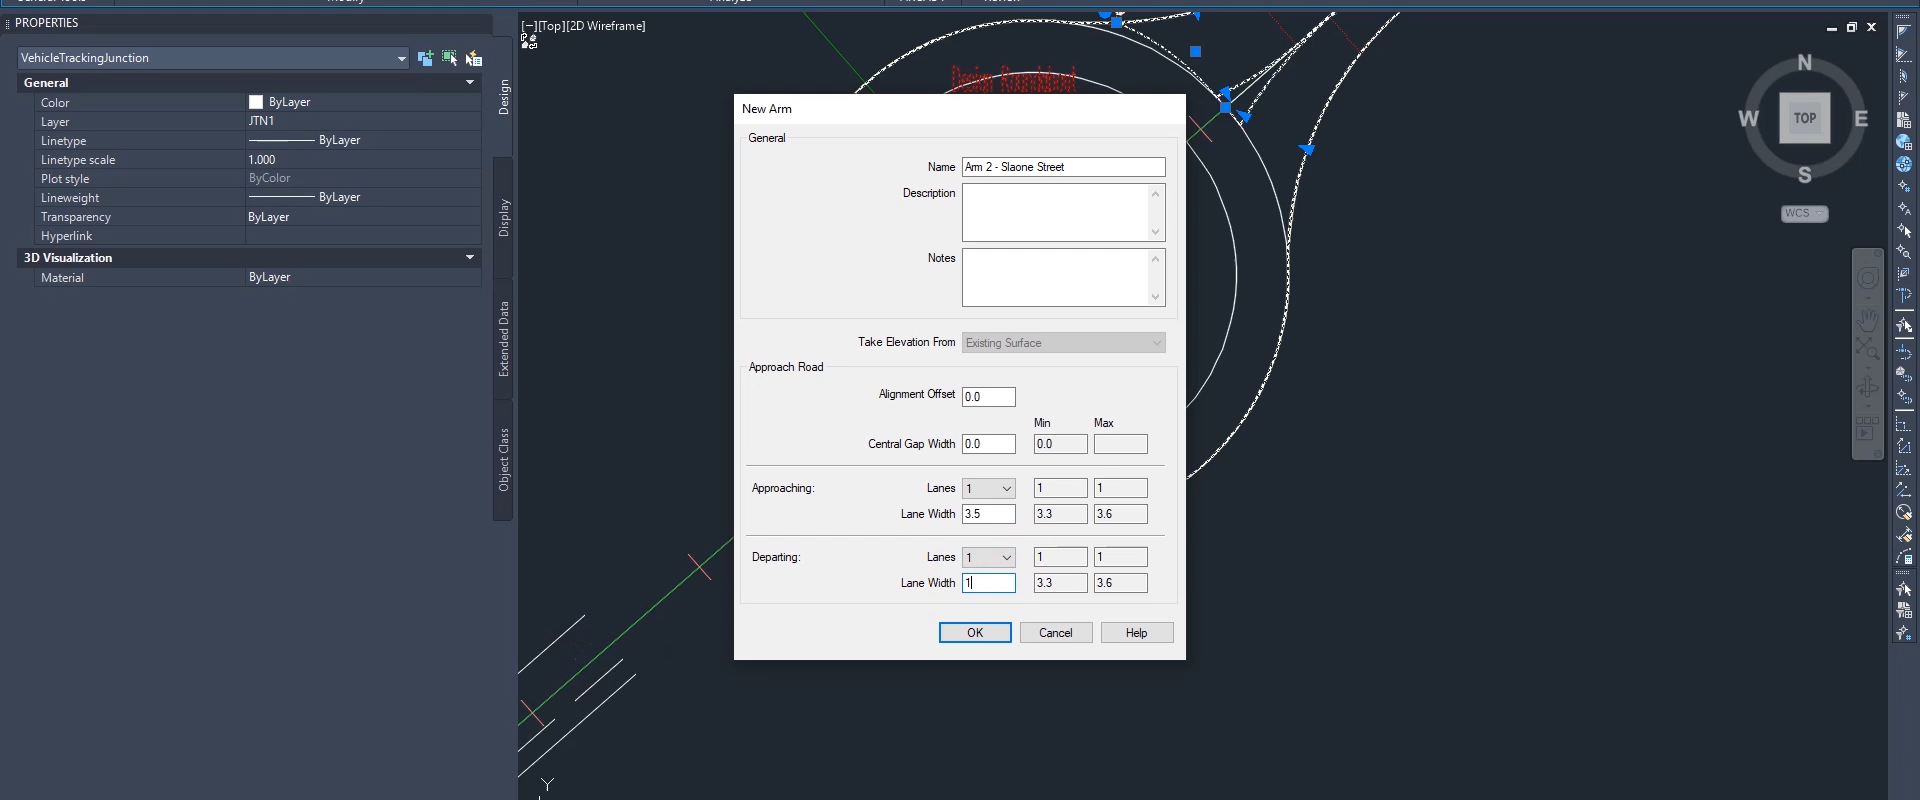 PROPERTIES
VehicleTrackingJunction
General
Color ByLayer
Layer JTN1
Linetype ByLayer
Linetype scale 1.000
Plot style ByColor
Lineweight ByLayer
Transparency ByLayer
Hyperlink
3D Visualization
Material ByLayer
Design
Display
Extended Data
Object Class
[−][Top][2D Wireframe]
New Arm
General
Name Arm 2 - Slaone Street
Description
Notes
Take Elevation From Existing Surface
Approach Road
Alignment Offset 0.0
Min Max
Central Gap Width 0.0 0.0
Approaching: Lanes 1 1 1
Lane Width 3.5 3.3 3.6
Departing: Lanes 1 1 1
Lane Width 1 3.3 3.6
OK Cancel Help
N
W TOP E
S
WCS
Y